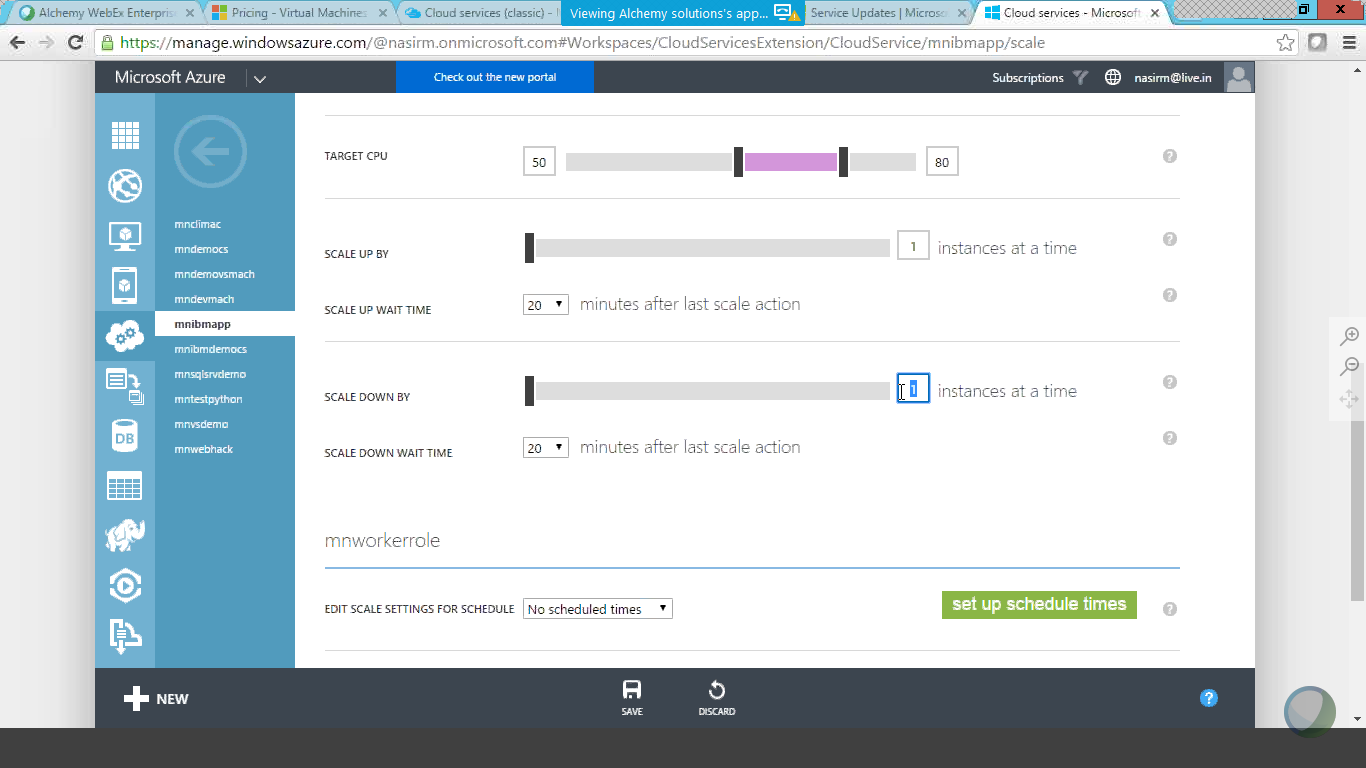 Alchemy WebEx Enterpris
Pricing - Virtual Machines
Cloud services (classic) -
Viewing Alchemy solutions's app...
Service Updates | Micros
Cloud services - Microsoft
https://manage.windowsazure.com/@nasirm.onmicrosoft.com#Workspaces/CloudServicesExtension/CloudService/mnibmapp/scale
Microsoft Azure
Check out the new portal
Subscriptions
nasirm@live.in
TARGET CPU
50
80
mnclimac
mndemocs
mndemovsmach
mndevmach
mnibmapp
mnibmdemocs
mnsqlsrvdemo
mntestpython
mnvsdemo
mnwebhack
DB
SCALE UP BY
1 instances at a time
SCALE UP WAIT TIME
20 minutes after last scale action
SCALE DOWN BY
1 instances at a time
SCALE DOWN WAIT TIME
20 minutes after last scale action
mnworkerrole
EDIT SCALE SETTINGS FOR SCHEDULE
No scheduled times
set up schedule times
NEW
SAVE
DISCARD